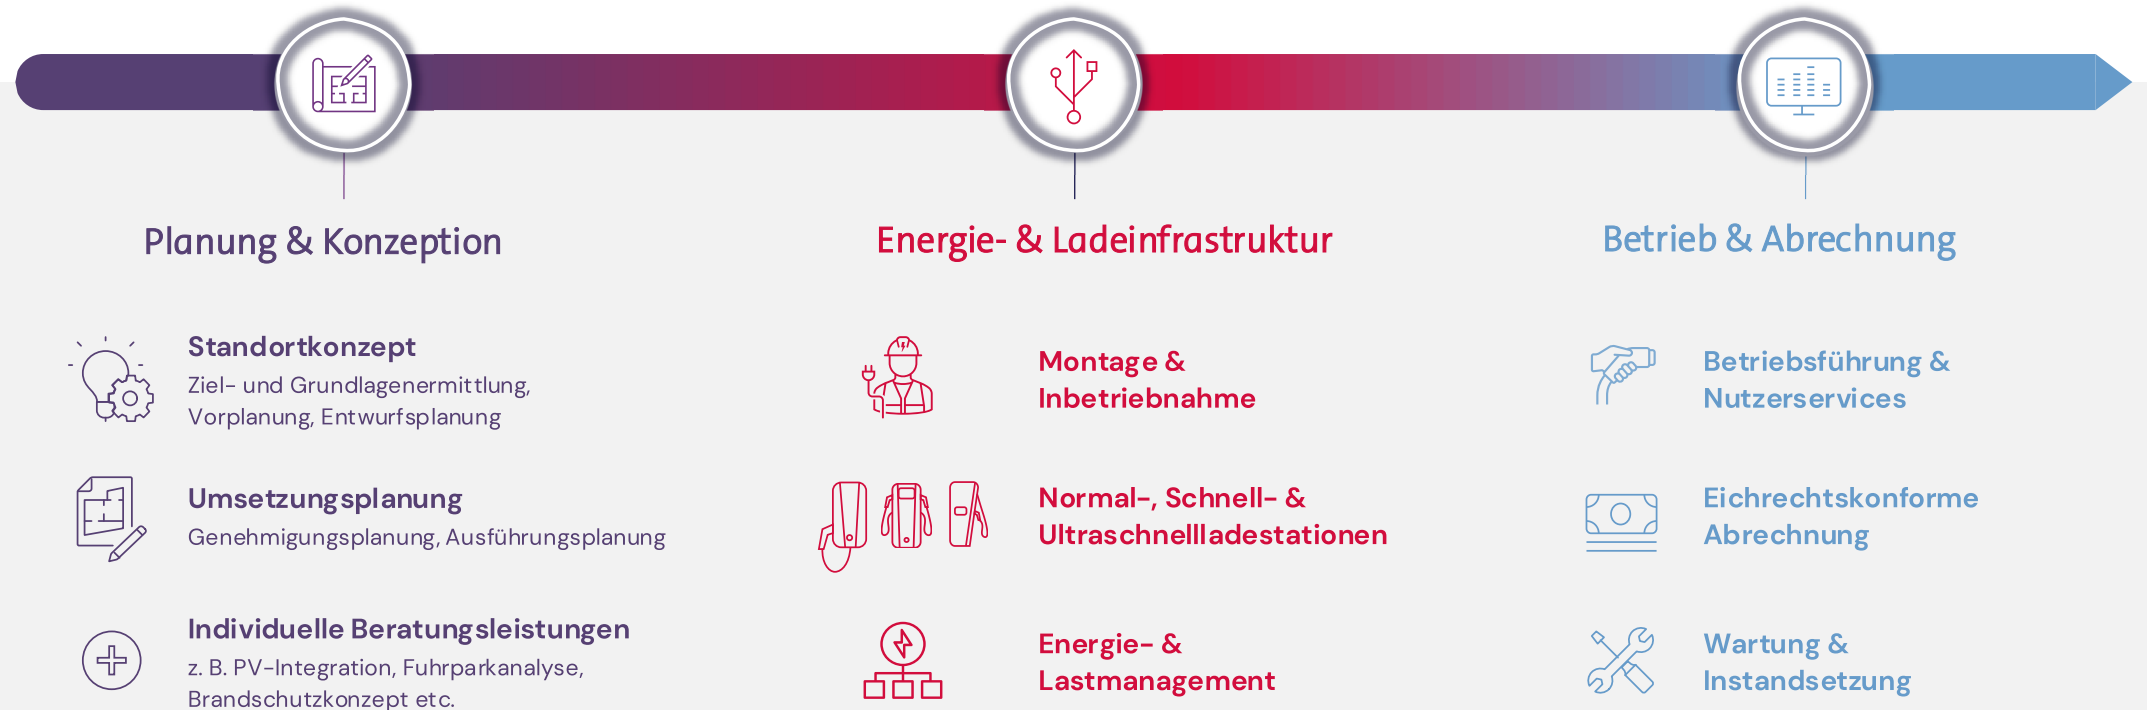 Planung & Konzeption
Standortkonzept
Ziel- und Grundlagenermittlung,
Vorplanung, Entwurfsplanung
Umsetzungsplanung
Genehmigungsplanung, Ausführungsplanung
Individuelle Beratungsleistungen
z. B. PV-Integration, Fuhrparkanalyse,
Brandschutzkonzept etc.
Energie- & Ladeinfrastruktur
Montage &
Inbetriebnahme
Normal-, Schnell- &
Ultraschnellladestationen
Energie- &
Lastmanagement
Betrieb & Abrechnung
Betriebsführung &
Nutzerservices
Eichrechtskonforme
Abrechnung
Wartung &
Instandsetzung